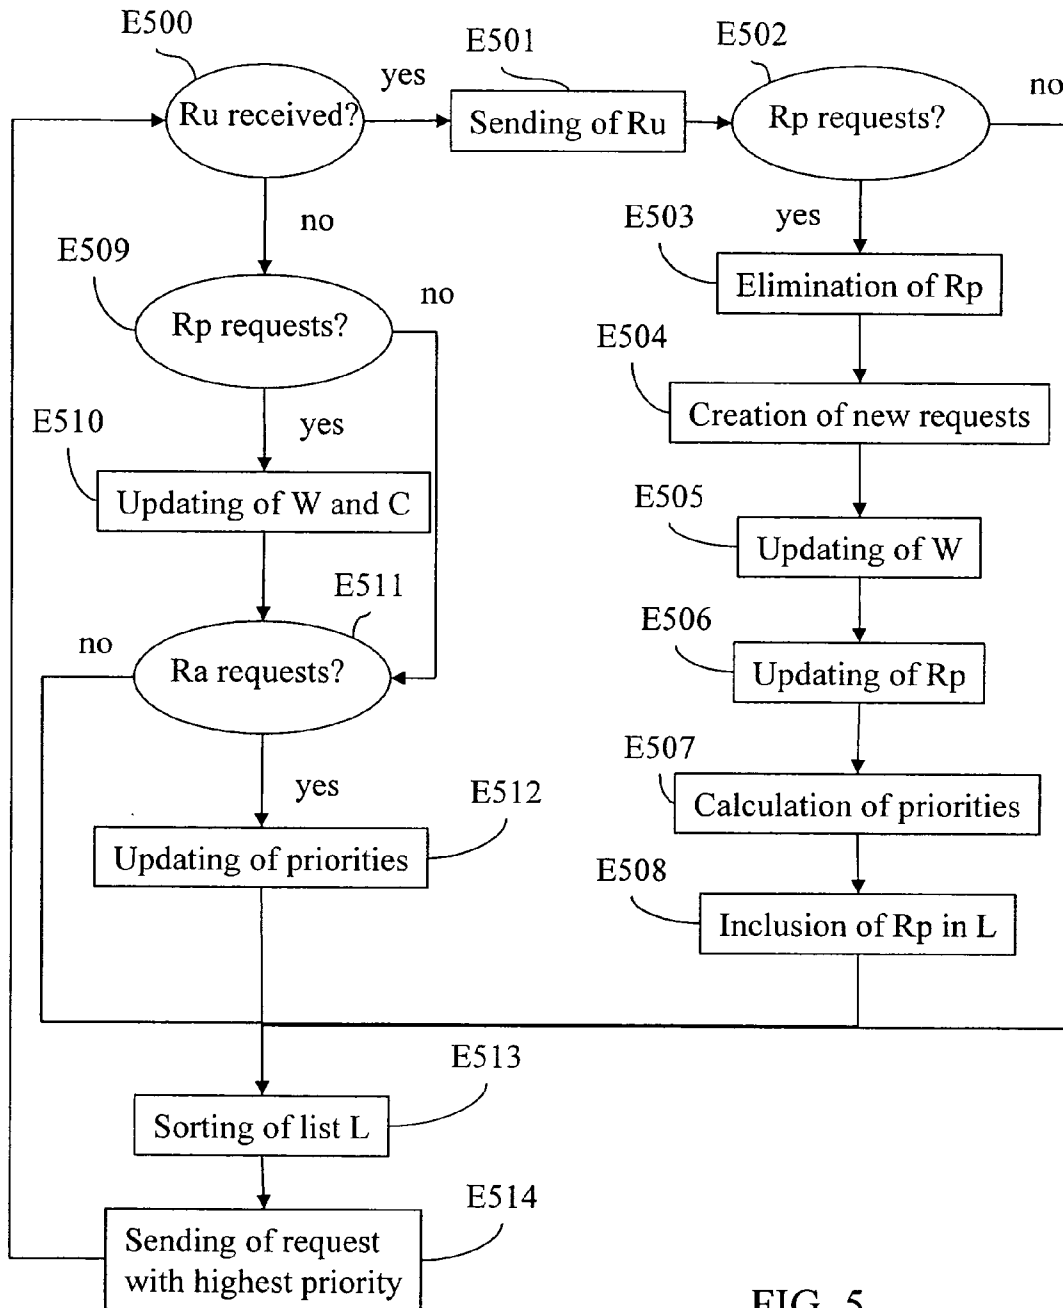 E500
E501
E502
yes
no
Ru received?
Sending of Ru
Rp requests?
no
yes
E503
E509
no
Elimination of Rp
Rp requests?
E504
yes
Creation of new requests
E510
Updating of W and C
E505
Updating of W
E511
E506
no
Ra requests?
Updating of Rp
E507
yes
E512
Calculation of priorities
Updating of priorities
E508
Inclusion of Rp in L
E513
Sorting of list L
E514
Sending of request
with highest priority
FIG. 5